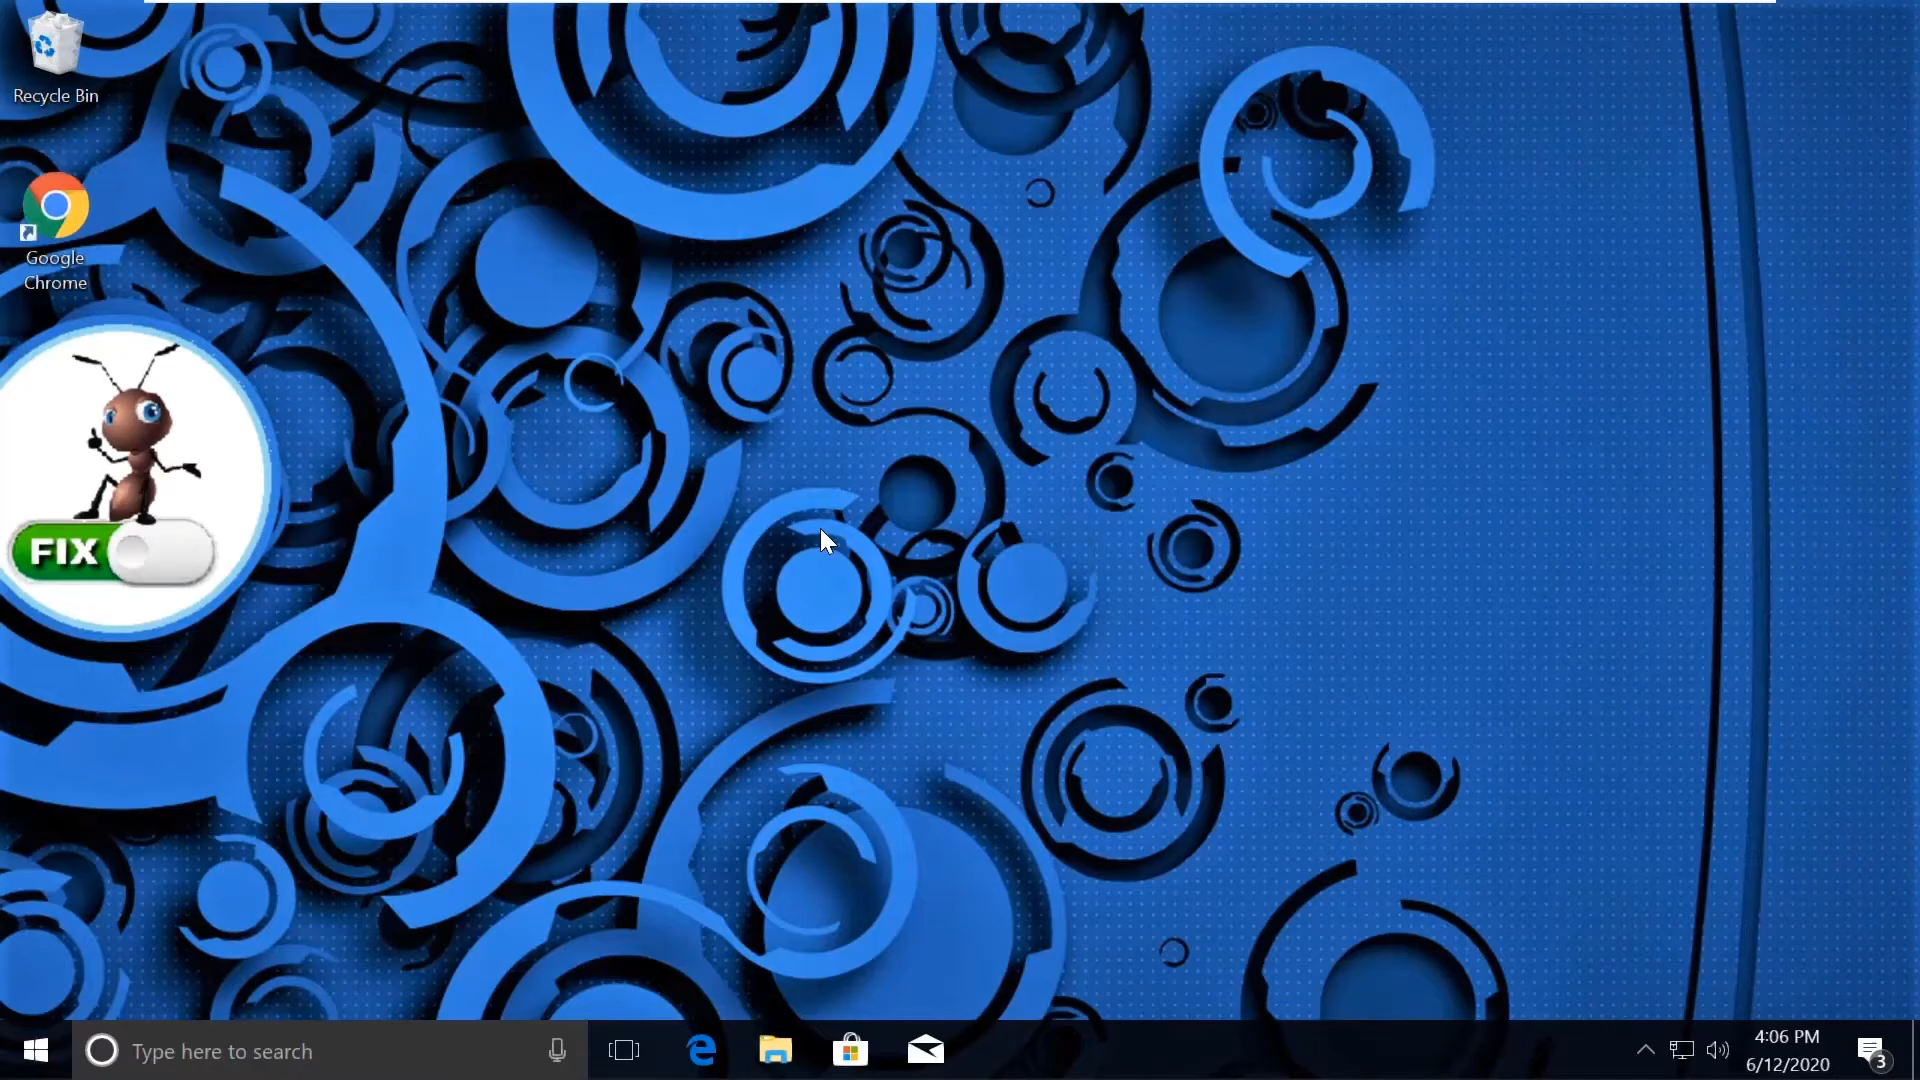 Recycle Bin
Google
Chrome
FIX
Type here to search
4:06 PM
6/12/2020
3